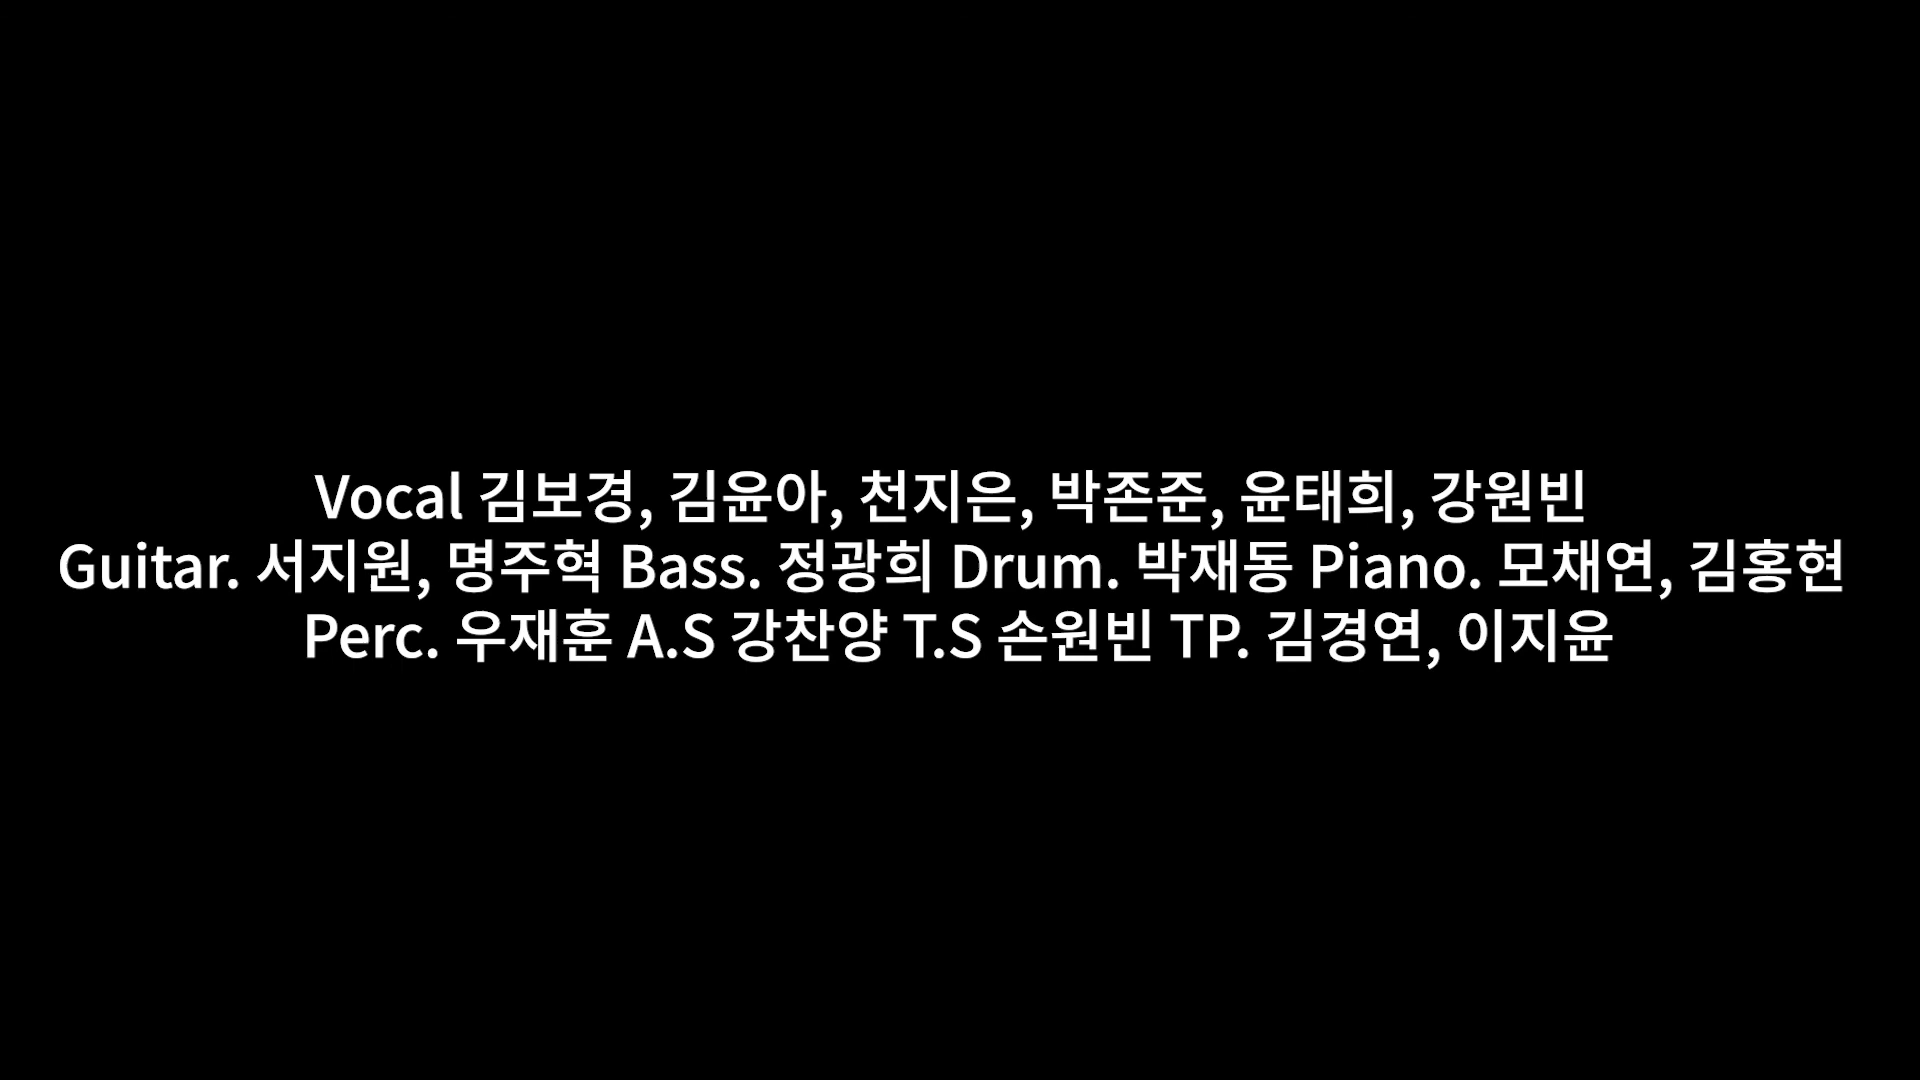 Vocal 김보경, 김윤아, 천지은, 박존준, 윤태희, 강원빈
Guitar. 서지원, 명주혁 Bass. 정광희 Drum. 박재동 Piano. 모채연, 김홍현
Perc. 우재훈 A.S 강찬양 T.S 손원빈 TP. 김경연, 이지윤